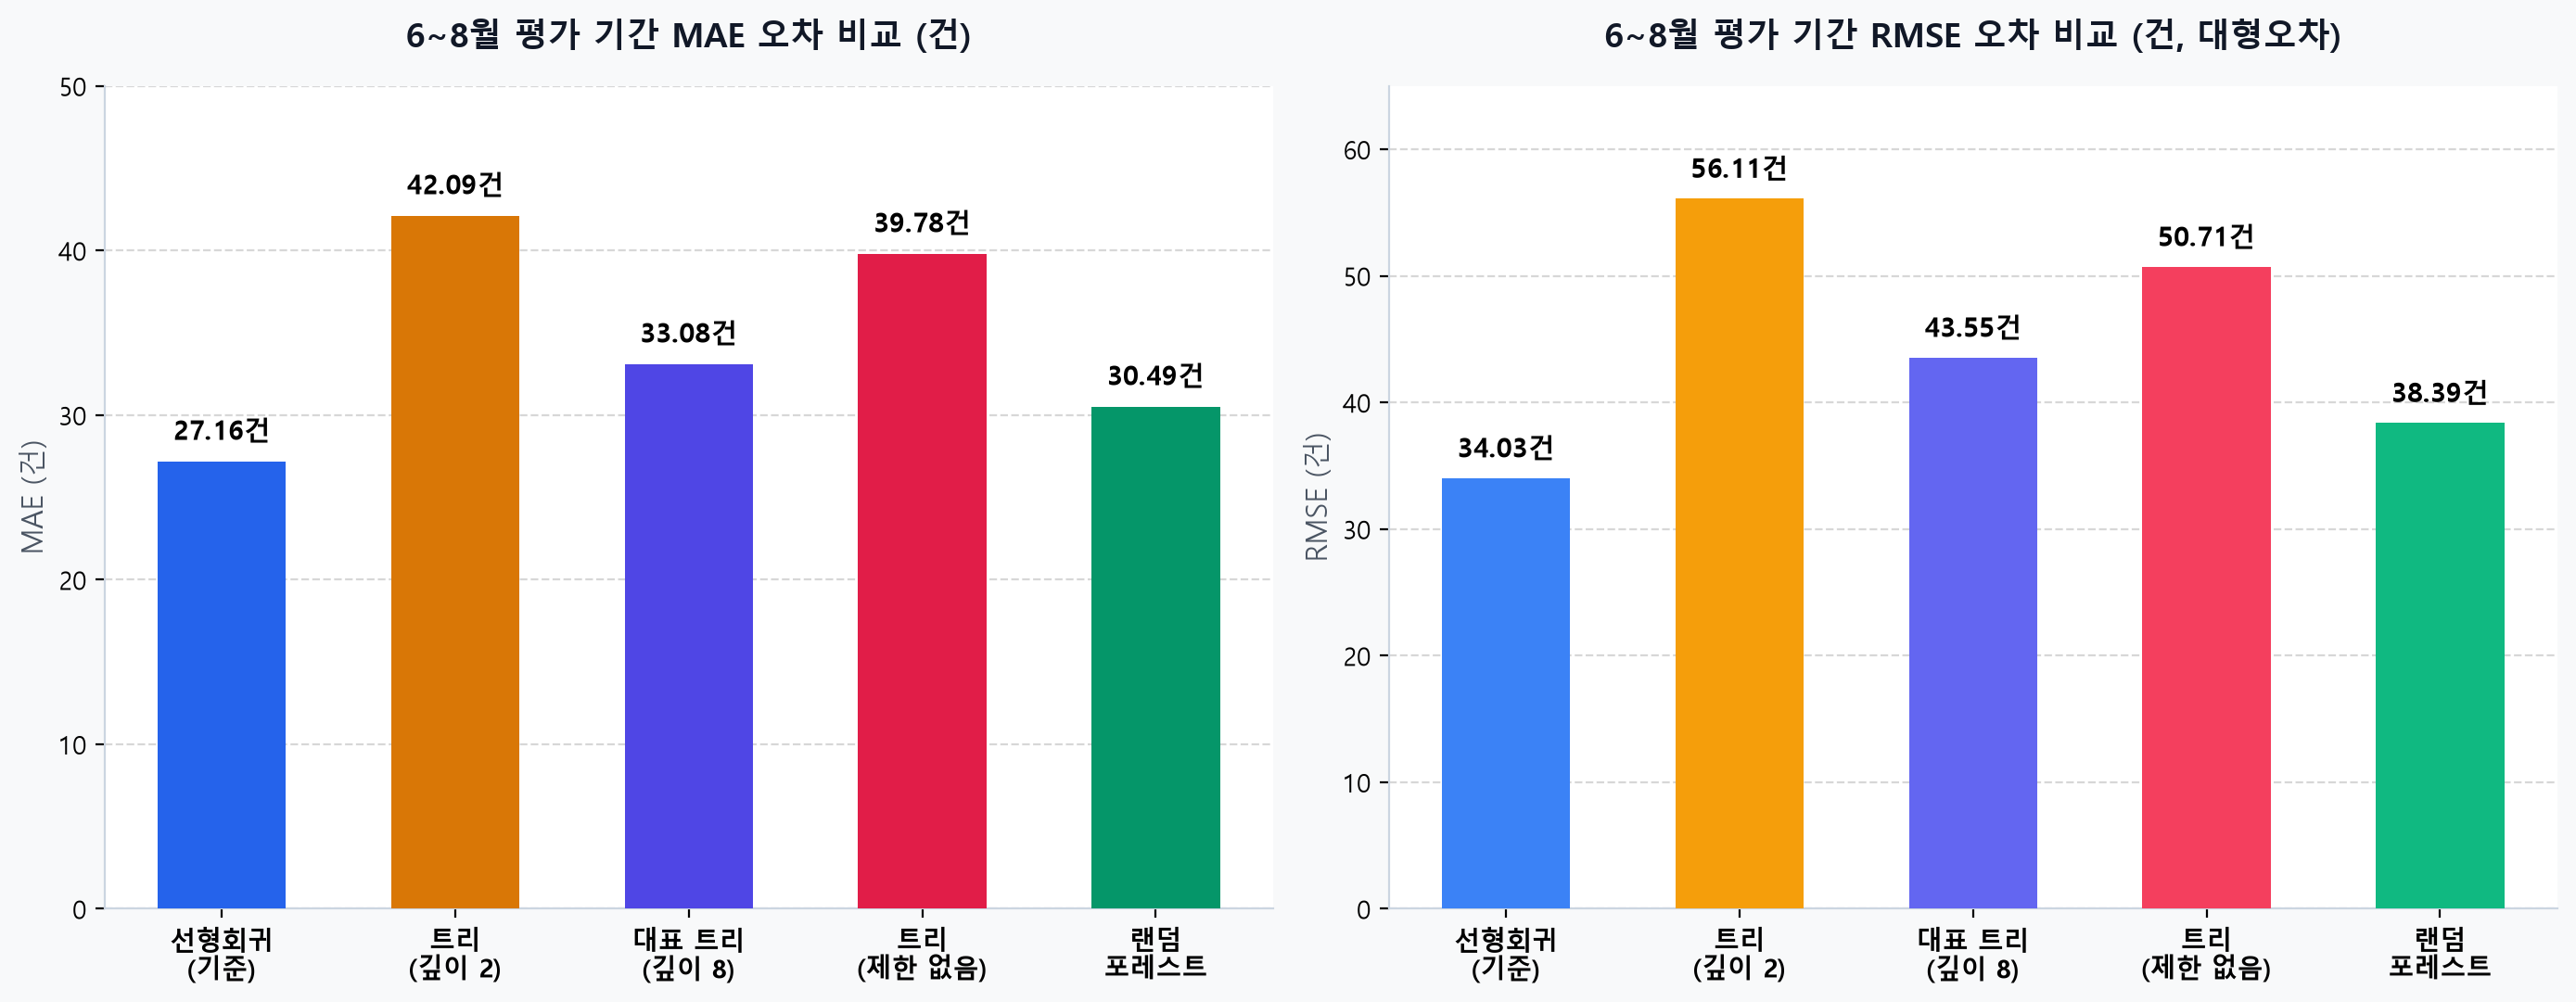 6~8월 평가 기간 MAE 오차 비교 (건)
MAE (건)
50
40
30
20
10
0
27.16건
42.09건
33.08건
39.78건
30.49건
선형회귀
(기준)
트리
(깊이 2)
대표 트리
(깊이 8)
트리
(제한 없음)
랜덤
포레스트
6~8월 평가 기간 RMSE 오차 비교 (건, 대형오차)
RMSE (건)
60
50
40
30
20
10
0
34.03건
56.11건
43.55건
50.71건
38.39건
선형회귀
(기준)
트리
(깊이 2)
대표 트리
(깊이 8)
트리
(제한 없음)
랜덤
포레스트